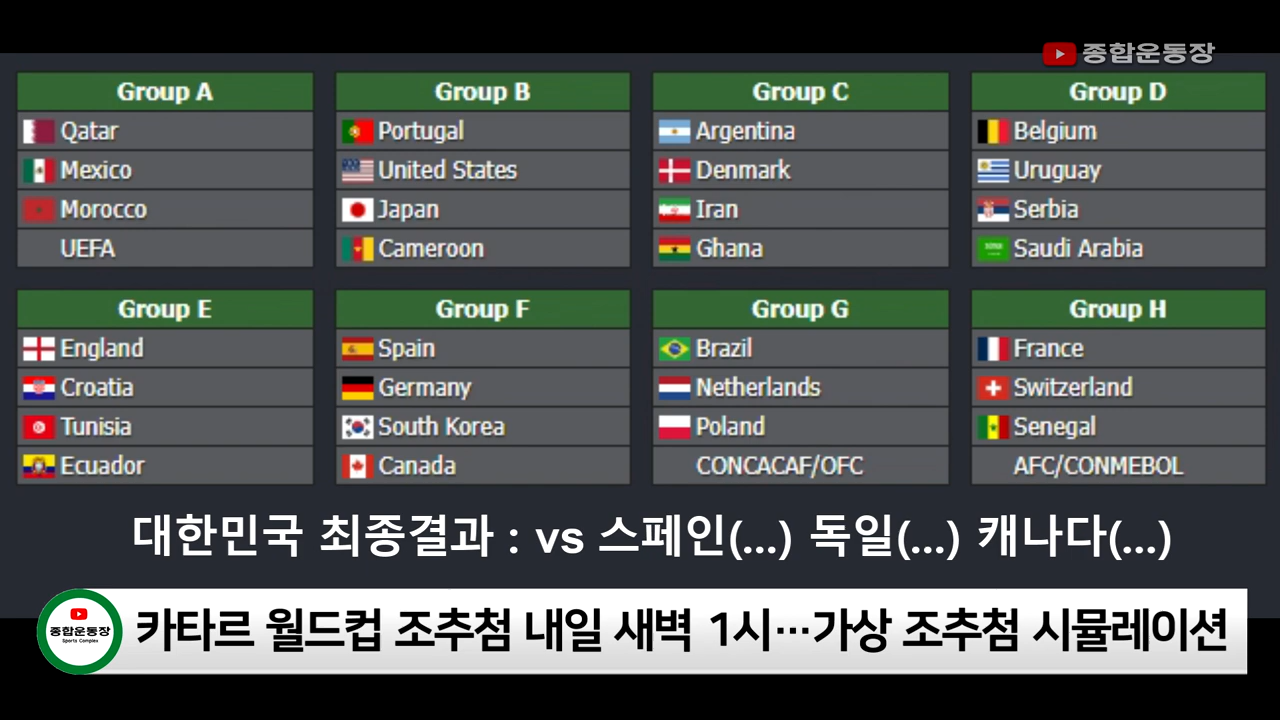 종합운동장
Group A
Qatar
Mexico
Morocco
UEFA
Group B
Portugal
United States
Japan
Cameroon
Group C
Argentina
Denmark
Iran
Ghana
Group D
Belgium
Uruguay
Serbia
Saudi Arabia
Group E
England
Croatia
Tunisia
Ecuador
Group F
Spain
Germany
South Korea
Canada
Group G
Brazil
Netherlands
Poland
CONCACAF/OFC
Group H
France
Switzerland
Senegal
AFC/CONMEBOL
대한민국 최종결과 : vs 스페인(...) 독일(...) 캐나다(...)
종합운동장
Sports Complex
카타르 월드컵 조추첨 내일 새벽 1시…가상 조추첨 시뮬레이션